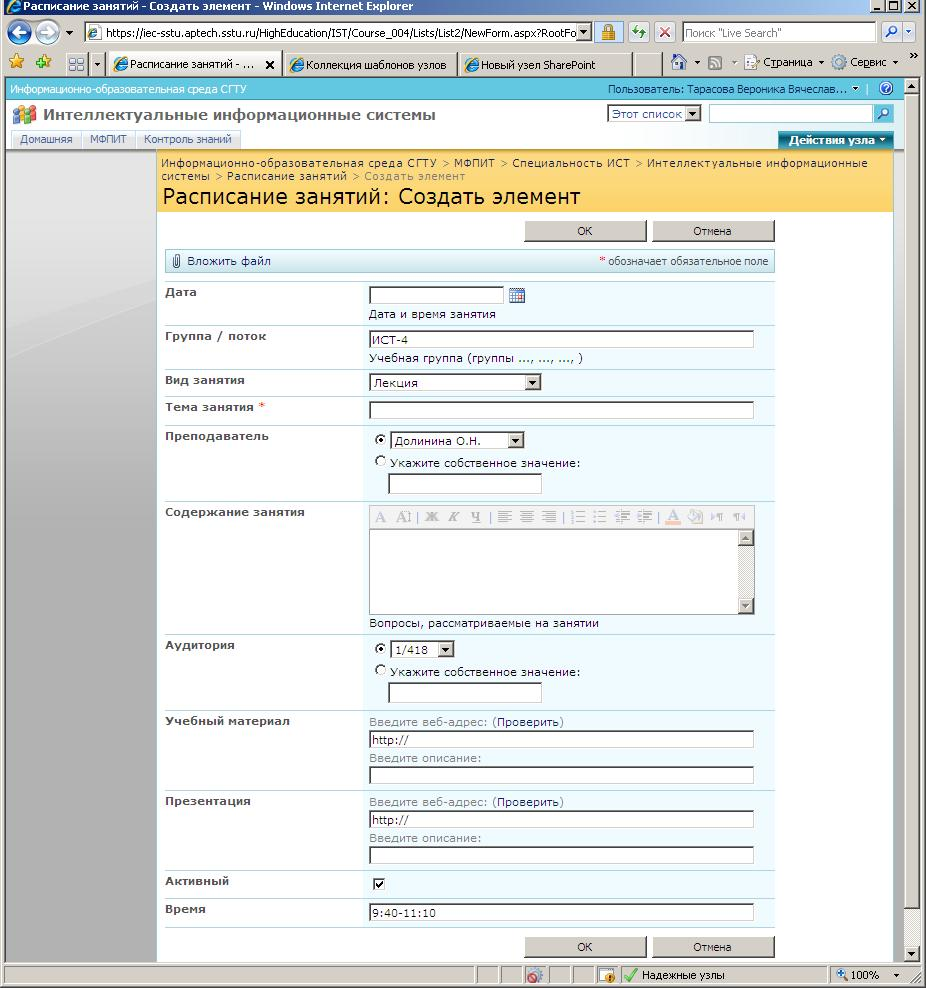 Расписание занятий - Создать элемент - Windows Internet Explorer
https://iec-sstu.aptech.sstu.ru/HighEducation/IST/Course_004/Lists/List2/NewForm.aspx?RootFo
Поиск "Live Search"
Расписание занятий - ...
Коллекция шаблонов узлов
Новый узел SharePoint
Страница
Сервис
Информационно-образовательная среда СГТУ
Пользователь: Тарасова Вероника Вячеслав...
Интеллектуальные информационные системы
Этот список
Домашняя
МФПИТ
Контроль знаний
Действия узла
Информационно-образовательная среда СГТУ > МФПИТ > Специальность ИСТ > Интеллектуальные информационные
системы > Расписание занятий > Создать элемент
Расписание занятий: Создать элемент
ОК
Отмена
Вложить файл
* обозначает обязательное поле
Дата
Дата и время занятия
Группа / поток
ИСТ-4
Учебная группа (группы ..., ..., ..., )
Вид занятия
Лекция
Тема занятия *
Преподаватель
Долинина О.Н.
Укажите собственное значение:
Содержание занятия
A A Ж К Ч A
Вопросы, рассматриваемые на занятии
Аудитория
1/418
Укажите собственное значение:
Учебный материал
Введите веб-адрес: (Проверить)
http://
Введите описание:
Презентация
Введите веб-адрес: (Проверить)
http://
Введите описание:
Активный
Время
9:40-11:10
ОК
Отмена
Надежные узлы
100%